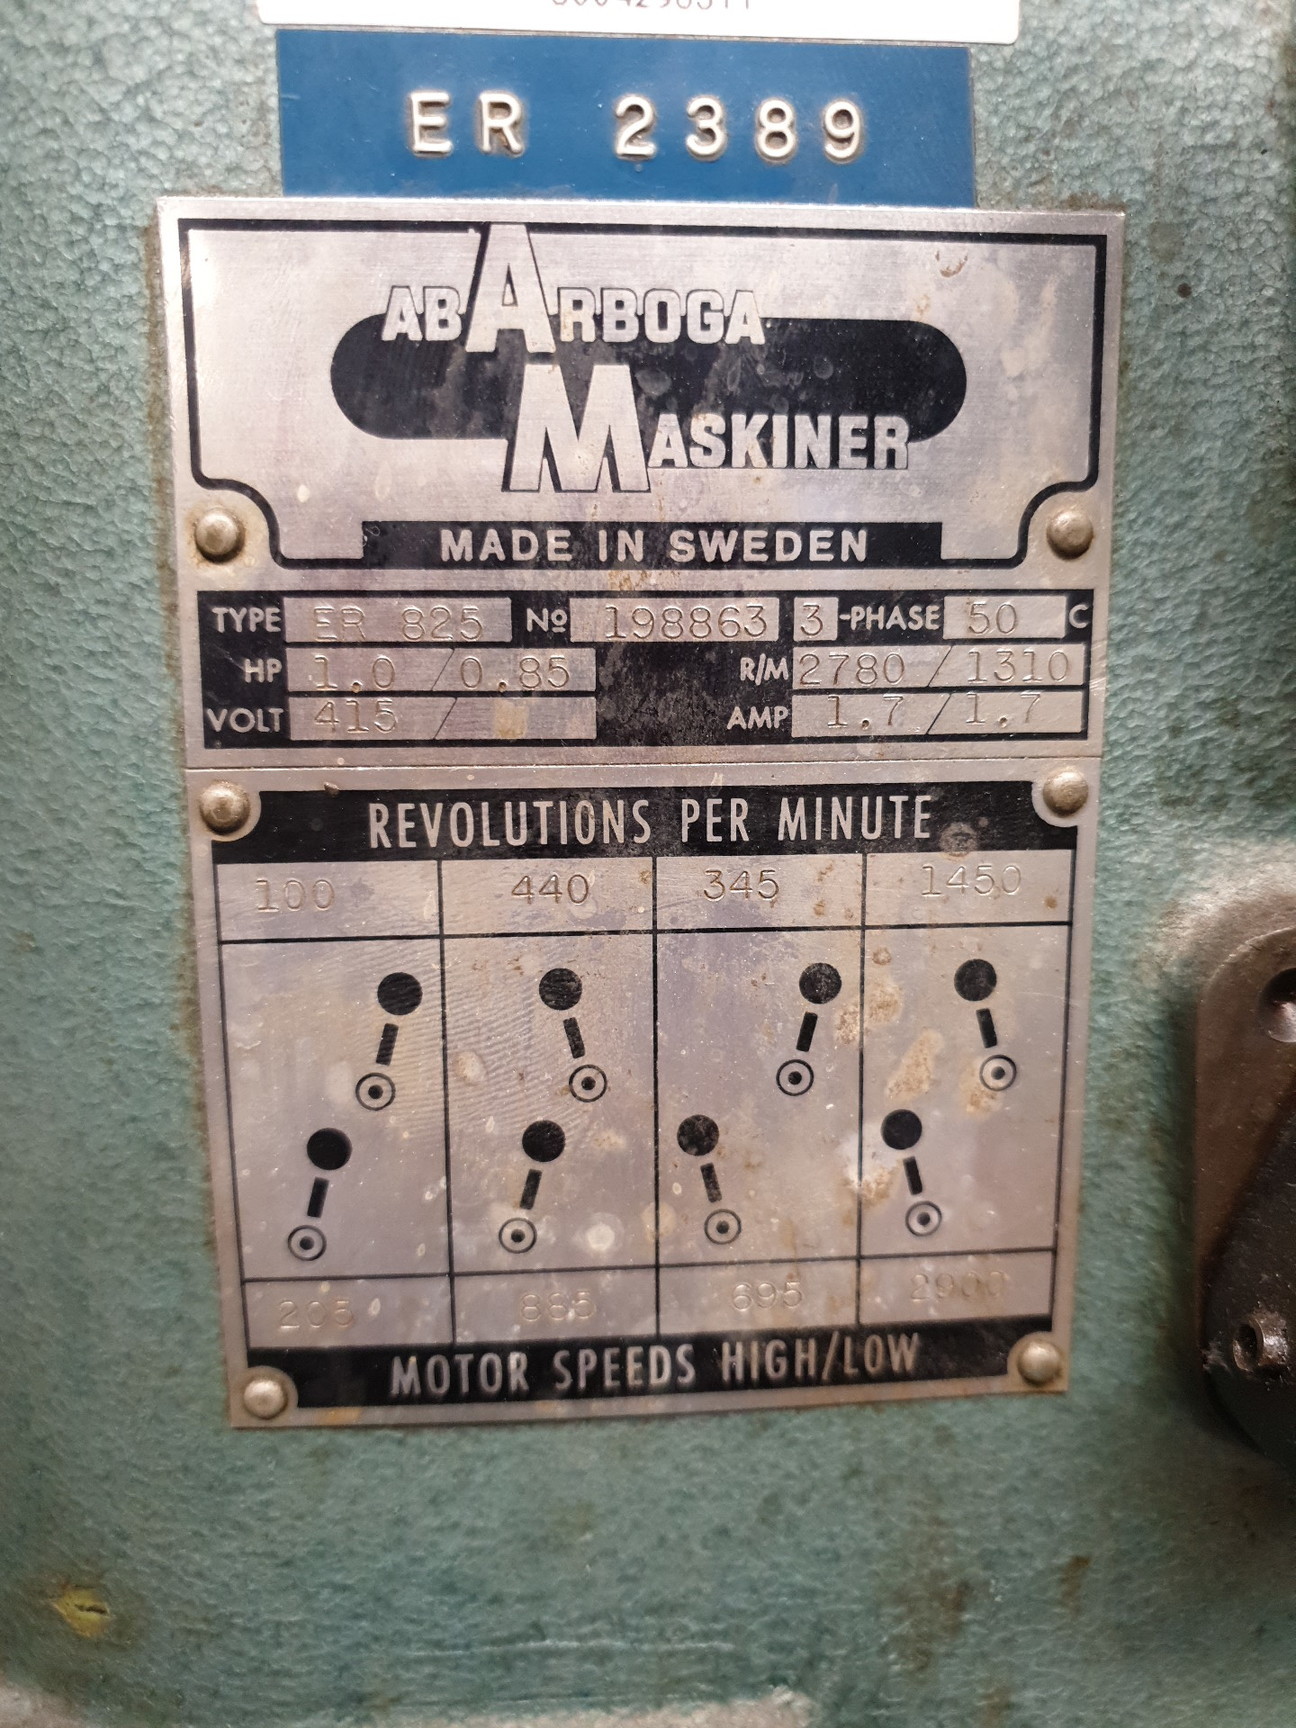 ER 2389
AB ARBOGA
MASKINER
MADE IN SWEDEN
TYPE ER 825 No 198863 3-PHASE 50 C
HP 1.0 / 0.85 R/M 2780 / 1310
VOLT 415 / AMP 1.7 / 1.7
REVOLUTIONS PER MINUTE
100 440 345 1450
205 885 695 2900
MOTOR SPEEDS HIGH/LOW